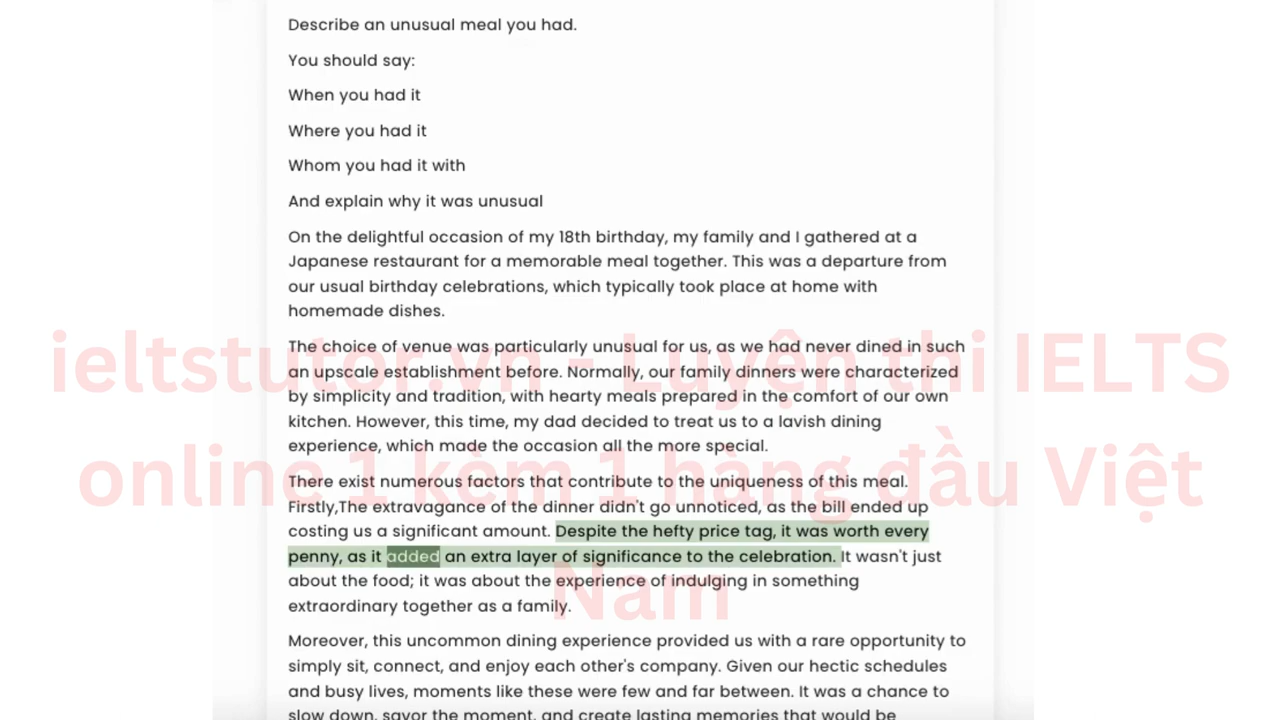 Describe an unusual meal you had.
You should say:
When you had it
Where you had it
Whom you had it with
And explain why it was unusual
On the delightful occasion of my 18th birthday, my family and I gathered at a
Japanese restaurant for a memorable meal together. This was a departure from
our usual birthday celebrations, which typically took place at home with
homemade dishes.
The choice of venue was particularly unusual for us, as we had never dined in such
an upscale establishment before. Normally, our family dinners were characterized
by simplicity and tradition, with hearty meals prepared in the comfort of our own
kitchen. However, this time, my dad decided to treat us to a lavish dining
experience, which made the occasion all the more special.
There exist numerous factors that contribute to the uniqueness of this meal.
Firstly,The extravagance of the dinner didn't go unnoticed, as the bill ended up
costing us a significant amount. Despite the hefty price tag, it was worth every
penny, as it added an extra layer of significance to the celebration. It wasn't just
about the food; it was about the experience of indulging in something
extraordinary together as a family.
Moreover, this uncommon dining experience provided us with a rare opportunity to
simply sit, connect, and enjoy each other's company. Given our hectic schedules
and busy lives, moments like these were few and far between. It was a chance to
slow down, savor the moment, and create lasting memories that would be
ieltstutor.vn - Luyện thi IELTS
online 1 kèm 1 hàng đầu Việt
Nam